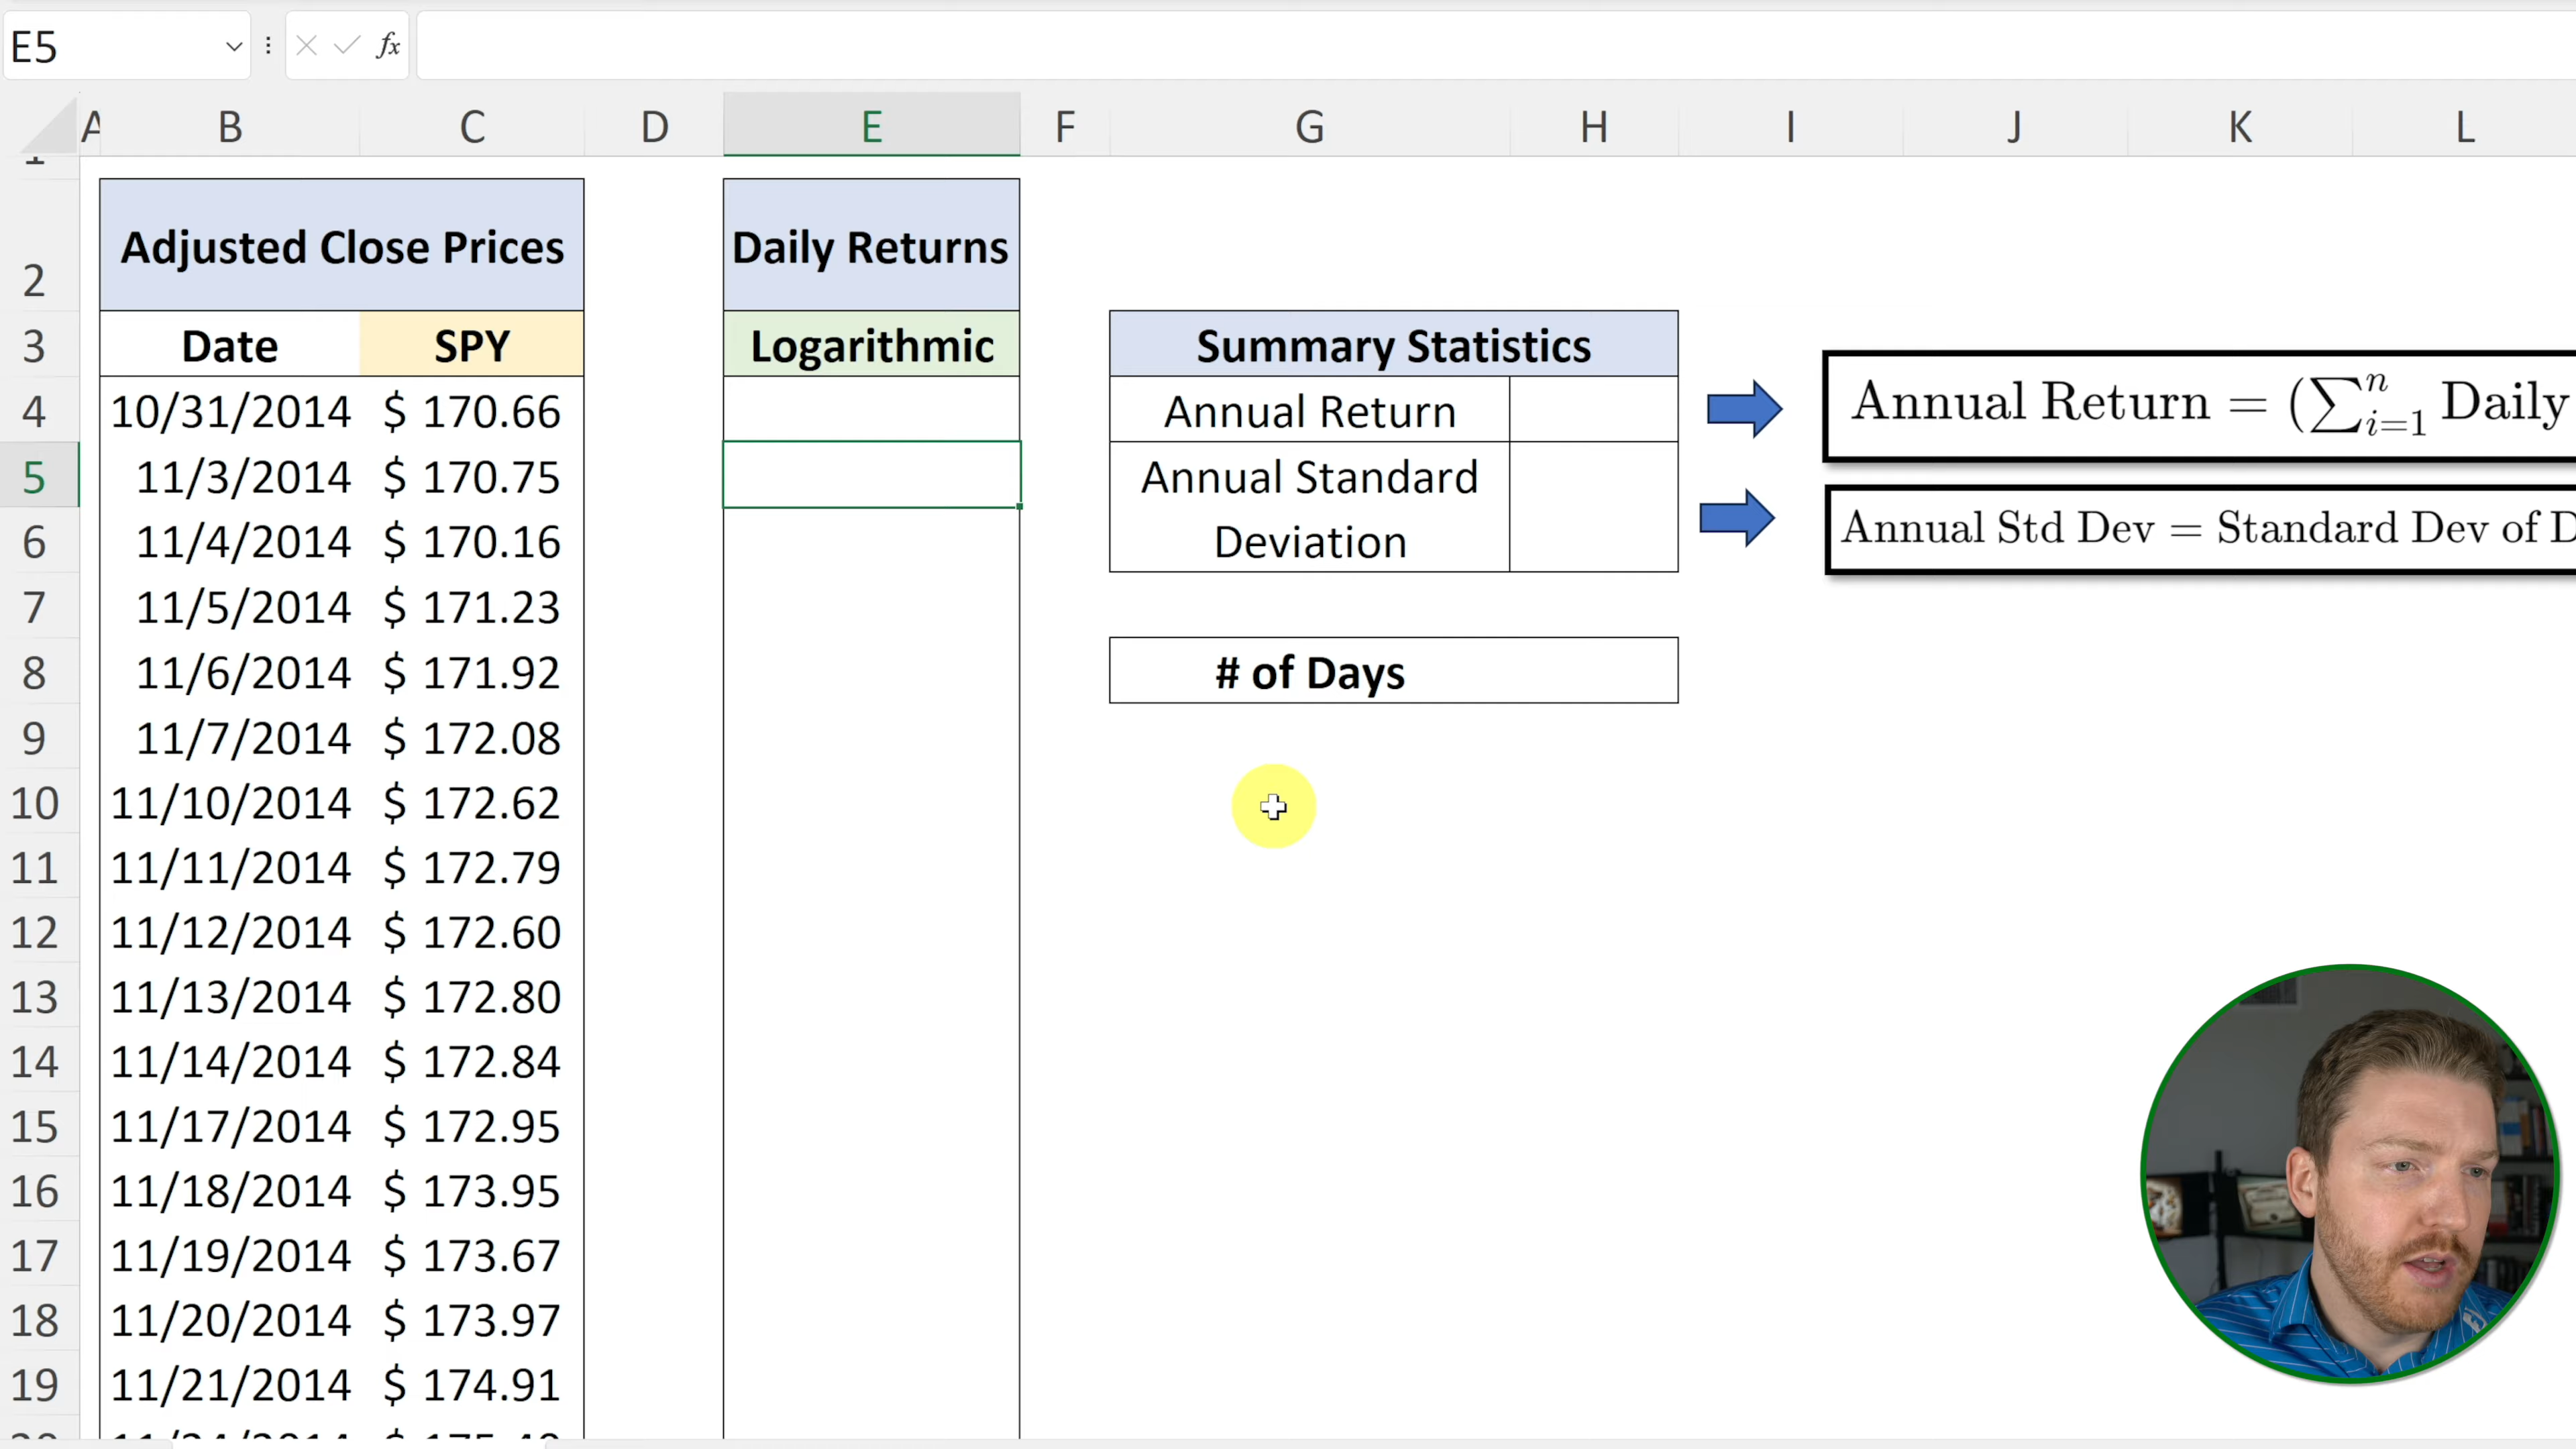 E5
fx
A B C D E F G H I J K L
1
2 Adjusted Close Prices Daily Returns
3 Date SPY Logarithmic Summary Statistics
4 10/31/2014 $ 170.66 Annual Return Annual Return = (∑ⁿᵢ₌₁ Daily
5 11/3/2014 $ 170.75 Annual Standard
Annual Std Dev = Standard Dev of D
6 11/4/2014 $ 170.16 Deviation
7 11/5/2014 $ 171.23
8 11/6/2014 $ 171.92 # of Days
9 11/7/2014 $ 172.08
10 11/10/2014 $ 172.62
11 11/11/2014 $ 172.79
12 11/12/2014 $ 172.60
13 11/13/2014 $ 172.80
14 11/14/2014 $ 172.84
15 11/17/2014 $ 172.95
16 11/18/2014 $ 173.95
17 11/19/2014 $ 173.67
18 11/20/2014 $ 173.97
19 11/21/2014 $ 174.91